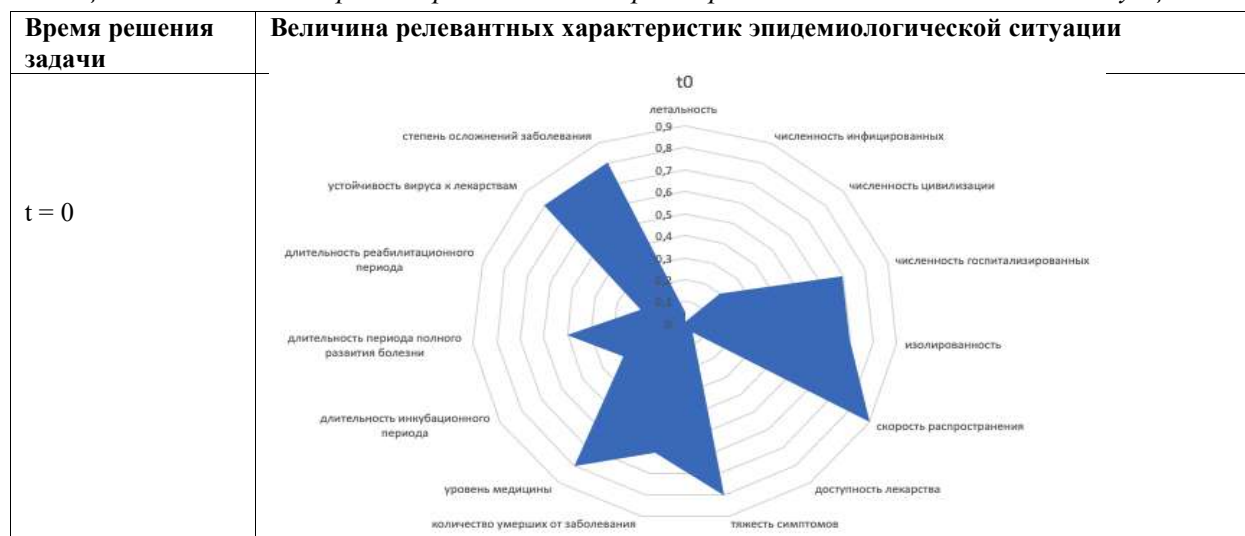 Время решения задачи
Величина релевантных характеристик эпидемиологической ситуации
t = 0
t0
летальность
численность инфицированных
численность цивилизации
численность госпитализированных
изолированность
скорость распространения
доступность лекарства
тяжесть симптомов
количество умерших от заболевания
уровень медицины
длительность инкубационного
периода
длительность периода полного
развития болезни
длительность реабилитационного
периода
устойчивость вируса к лекарствам
степень осложнений заболевания
0,9
0,8
0,7
0,6
0,5
0,4
0,3
0,2
0,1
0